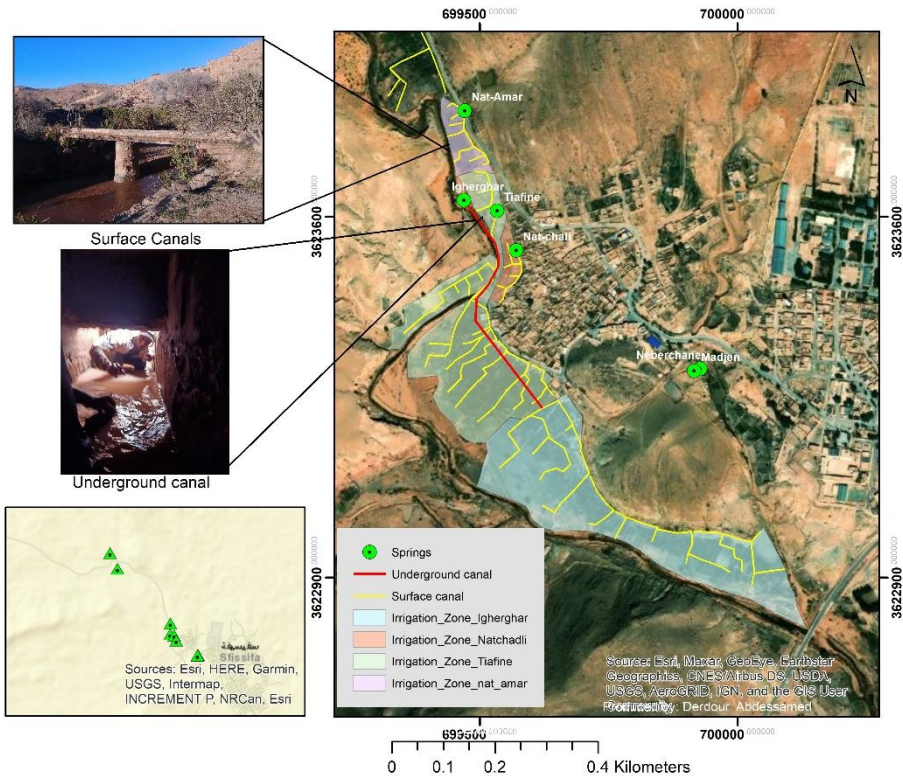 699500
700000
N
Nat-Amar
Igherghar
Tiafine
Nat-chali
Neberchane
Madjen
3623600
3622900
3623600
3622900
Surface Canals
Underground canal
Sfissifa
Sources: Esri, HERE, Garmin,
USGS, Intermap,
INCREMENT P, NRCan, Esri
Springs
Underground canal
Surface canal
Irrigation_Zone_Igherghar
Irrigation_Zone_Natchadli
Irrigation_Zone_Tiafine
Irrigation_Zone_nat_amar
Source: Esri, Maxar, GeoEye, Earthstar
Geographics, CNES/Airbus DS, USDA,
USGS, AeroGRID, IGN, and the GIS User
Derdour Abdessamed
699500
700000
0 0.1 0.2 0.4 Kilometers